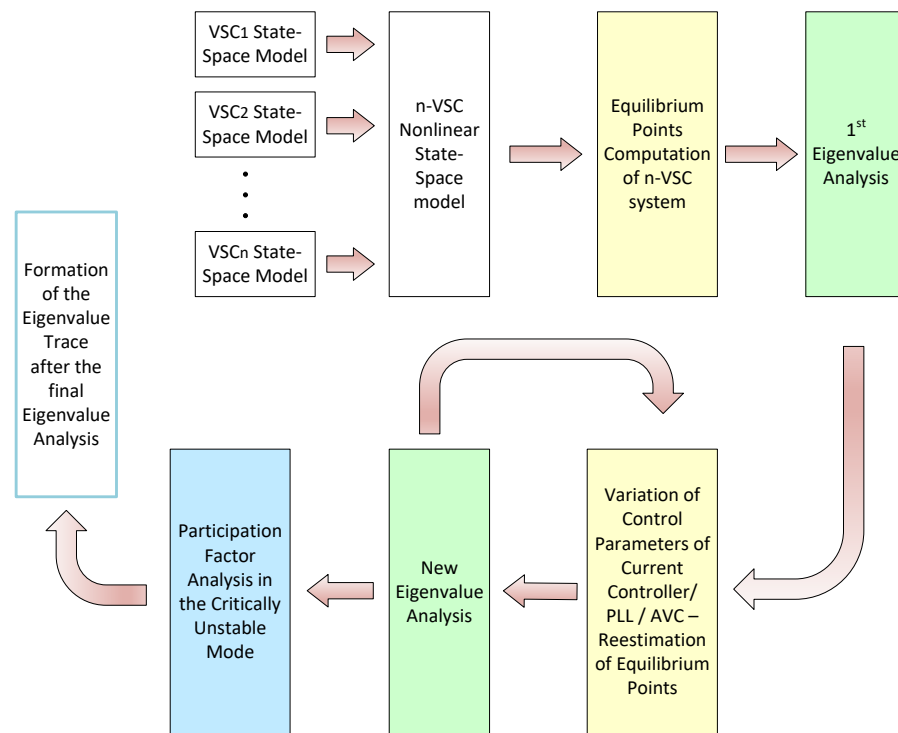 VSC1 State-
Space Model
VSC2 State-
Space Model
VSCn State-
Space Model
n-VSC
Nonlinear
State-
Space
model
Equilibrium
Points
Computation
of n-VSC
system
1st
Eigenvalue
Analysis
Variation of
Control
Parameters of
Current
Controller/
PLL / AVC –
Reestimation
of Equilibrium
Points
New
Eigenvalue
Analysis
Participation
Factor
Analysis in
the Critically
Unstable
Mode
Formation
of the
Eigenvalue
Trace
after the
final
Eigenvalue
Analysis